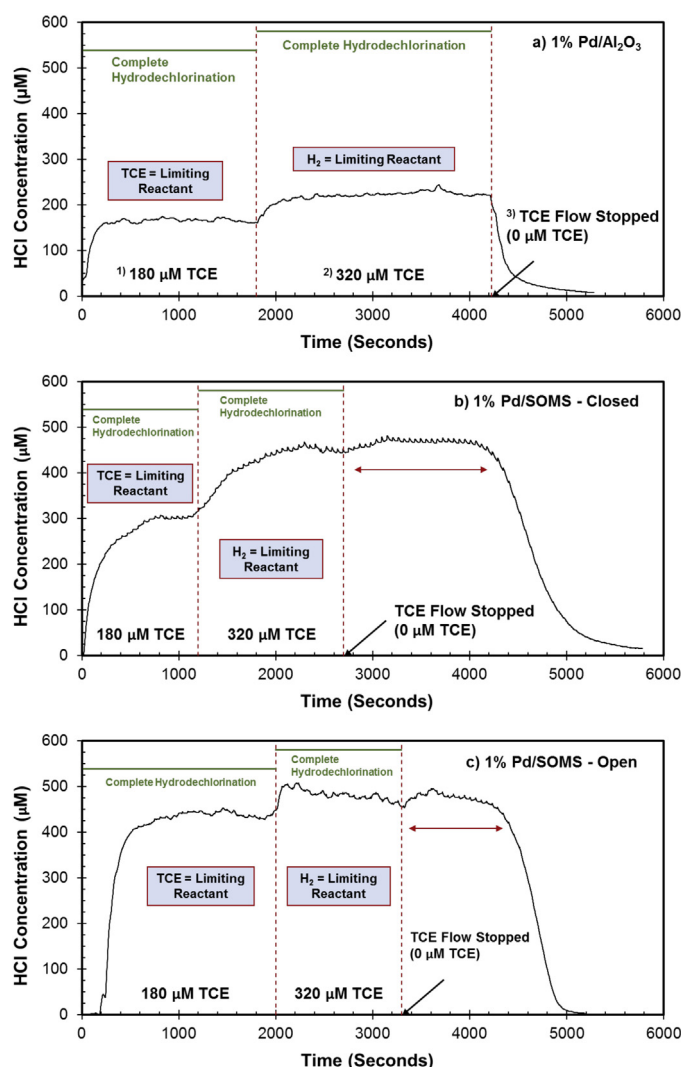 a) 1% Pd/Al₂O₃
HCl Concentration (µM)
600
500
400
300
200
100
0
Complete
Hydrodechlorination
Complete Hydrodechlorination
TCE = Limiting
Reactant
H₂ = Limiting Reactant
³⁾ TCE Flow Stopped
(0 µM TCE)
¹⁾ 180 µM TCE
²⁾ 320 µM TCE
0 1000 2000 3000 4000 5000 6000
Time (Seconds)
b) 1% Pd/SOMS - Closed
HCl Concentration (µM)
600
500
400
300
200
100
0
Complete
Hydrodechlorination
Complete
Hydrodechlorination
TCE = Limiting
Reactant
H₂ = Limiting
Reactant
TCE Flow Stopped
(0 µM TCE)
180 µM TCE
320 µM TCE
0 1000 2000 3000 4000 5000 6000
Time (Seconds)
c) 1% Pd/SOMS - Open
HCl Concentration (µM)
600
500
400
300
200
100
0
Complete Hydrodechlorination
Complete
Hydrodechlorination
TCE = Limiting
Reactant
H₂ = Limiting
Reactant
TCE Flow Stopped
(0 µM TCE)
180 µM TCE
320 µM TCE
0 1000 2000 3000 4000 5000 6000
Time (Seconds)